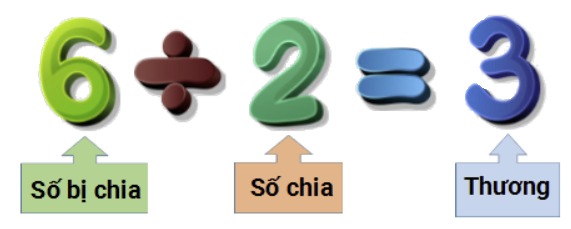 6 ÷ 2 = 3
Số bị chia Số chia Thương